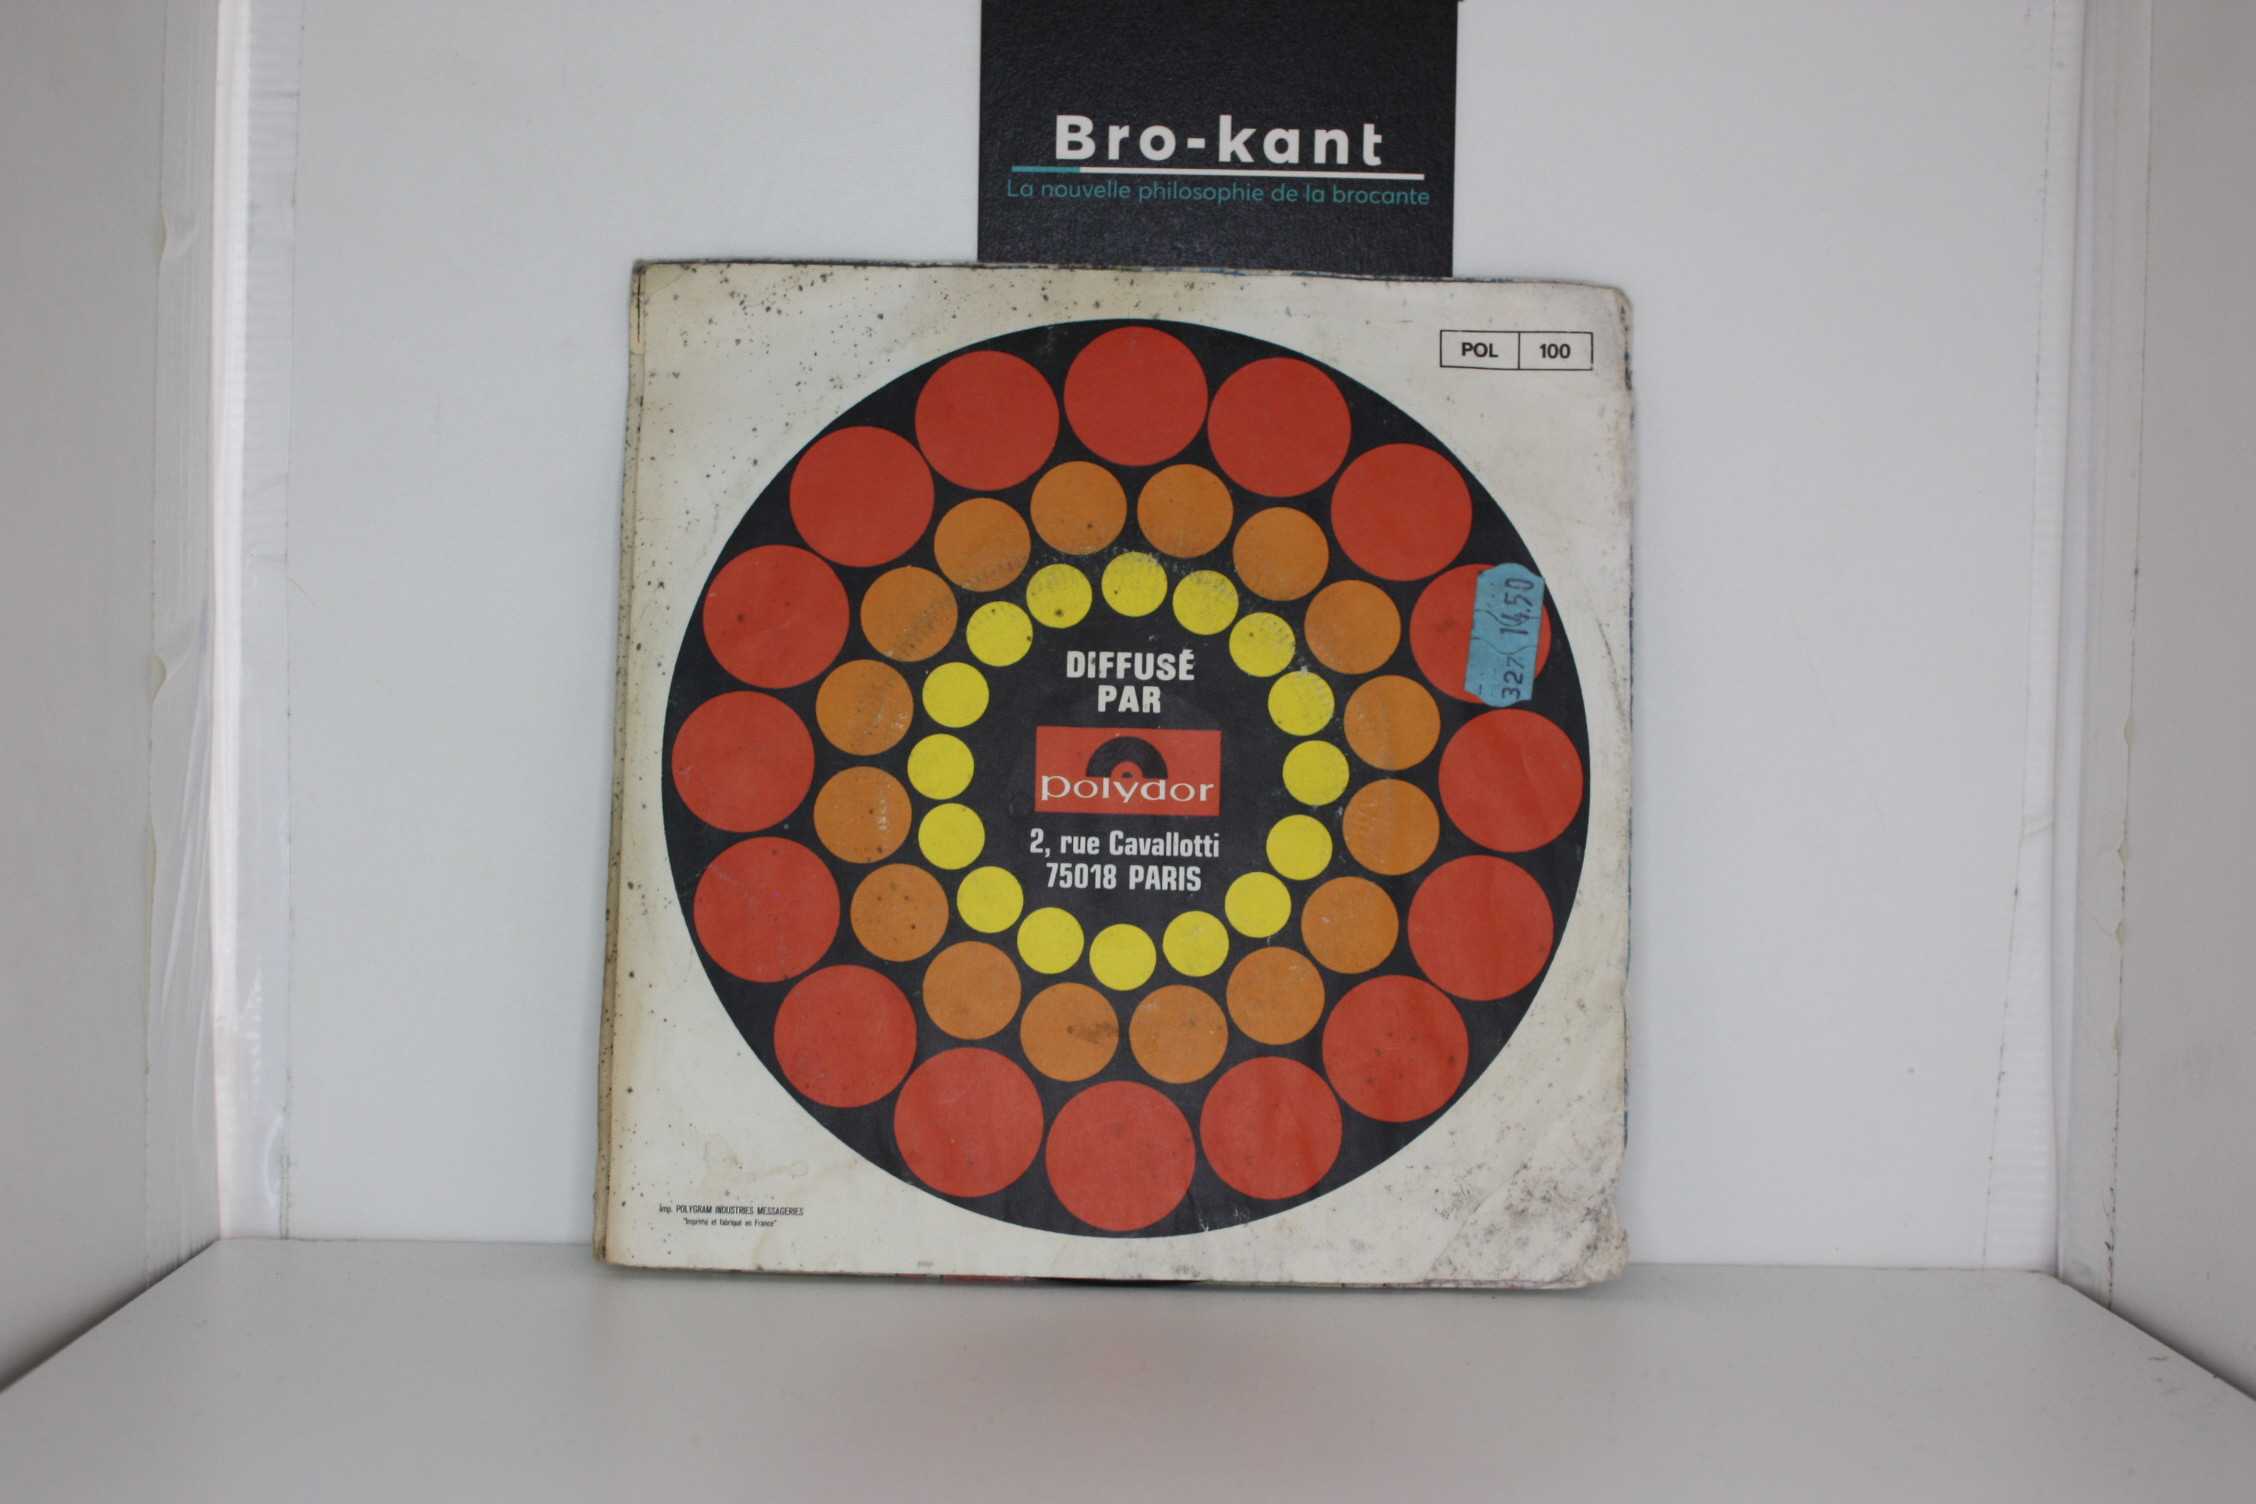 Bro-kant
La nouvelle philosophie de la brocante
POL 100
327 14.50
DIFFUSÉ
PAR
polydor
2, rue Cavallotti
75018 PARIS
Imp. POLYGRAM INDUSTRIES MESSAGERIES
"Imprimé et fabriqué en France"